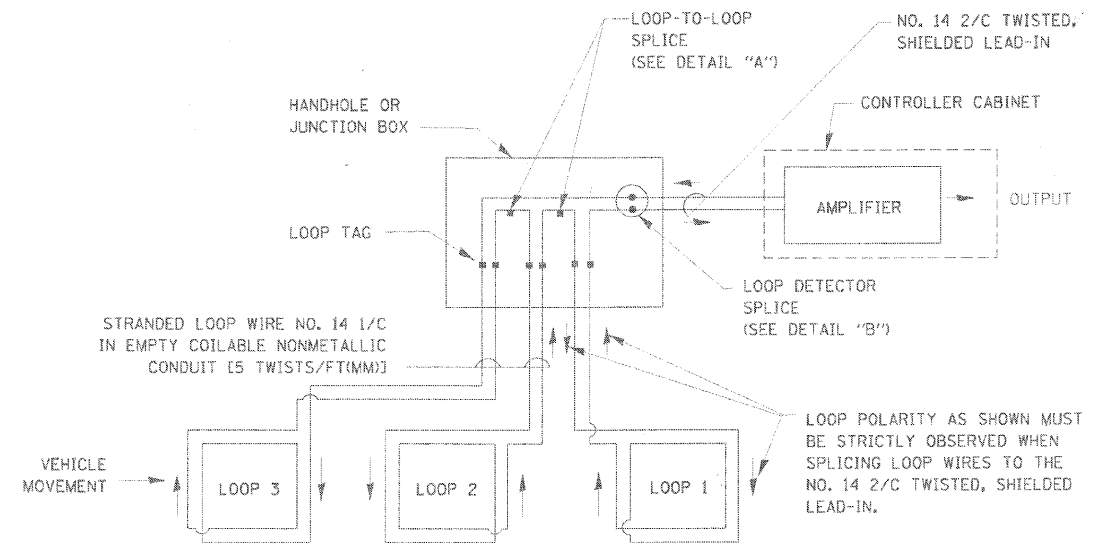 LOOP-TO-LOOP
SPLICE
(SEE DETAIL "A")
NO. 14 2/C TWISTED,
SHIELDED LEAD-IN
HANDHOLE OR
JUNCTION BOX
CONTROLLER CABINET
AMPLIFIER
OUTPUT
LOOP TAG
LOOP DETECTOR
SPLICE
(SEE DETAIL "B")
STRANDED LOOP WIRE NO. 14 1/C
IN EMPTY COILABLE NONMETALLIC
CONDUIT [5 TWISTS/FT(MM)]
LOOP POLARITY AS SHOWN MUST
BE STRICTLY OBSERVED WHEN
SPLICING LOOP WIRES TO THE
NO. 14 2/C TWISTED, SHIELDED
LEAD-IN.
VEHICLE
MOVEMENT
LOOP 3
LOOP 2
LOOP 1